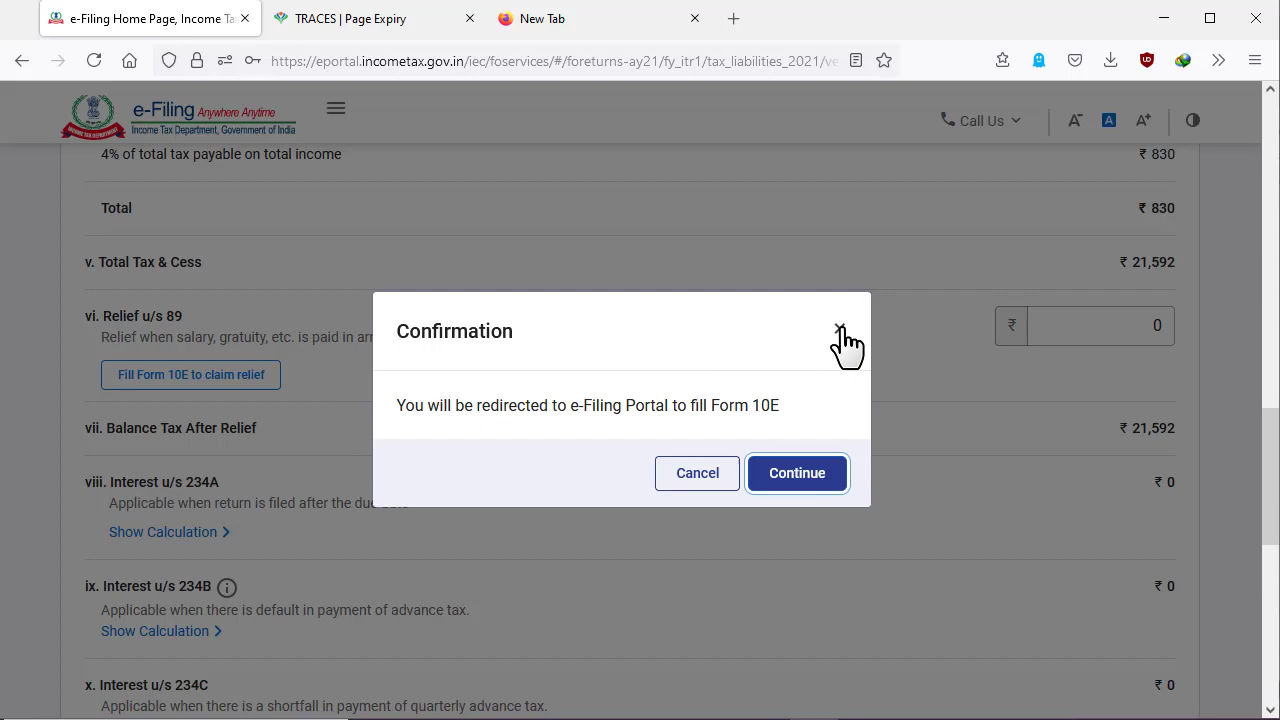 e-Filing Home Page, Income Ta
TRACES | Page Expiry
New Tab
https://eportal.incometax.gov.in/iec/foservices/#/foreturns-ay21/fy_itr1/tax_liabilities_2021/ve
e-Filing Anywhere Anytime
Income Tax Department, Government of India
Call Us
A-
A
A+
4% of total tax payable on total income
₹ 830
Total
₹ 830
v. Total Tax & Cess
₹ 21,592
vi. Relief u/s 89
₹ 0
Relief when salary, gratuity, etc. is paid in arr
Fill Form 10E to claim relief
Confirmation
You will be redirected to e-Filing Portal to fill Form 10E
Cancel
Continue
vii. Balance Tax After Relief
₹ 21,592
viii. Interest u/s 234A
₹ 0
Applicable when return is filed after the due date
Show Calculation
ix. Interest u/s 234B
₹ 0
Applicable when there is default in payment of advance tax.
Show Calculation
x. Interest u/s 234C
₹ 0
Applicable when there is a shortfall in payment of quarterly advance tax.